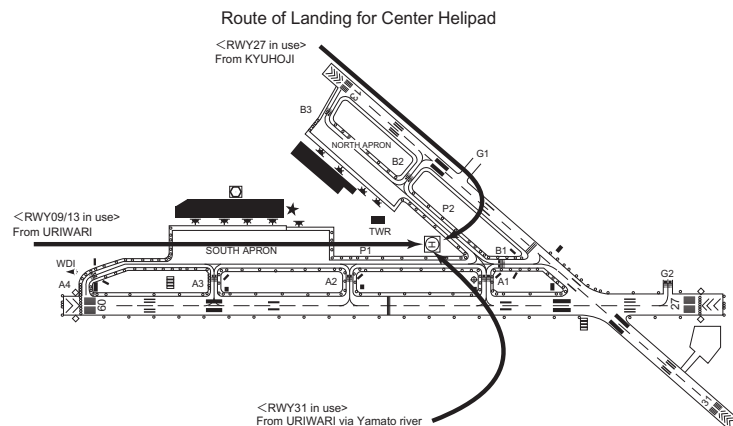 Route of Landing for Center Helipad
<RWY27 in use>
From KYUHOJI
13
B3
NORTH APRON
B2
G1
P2
<RWY09/13 in use>
From URIWARI
TWR
H
SOUTH APRON
P1
B1
WDI
A4
A3
A2
A1
G2
09
27
31
<RWY31 in use>
From URIWARI via Yamato river